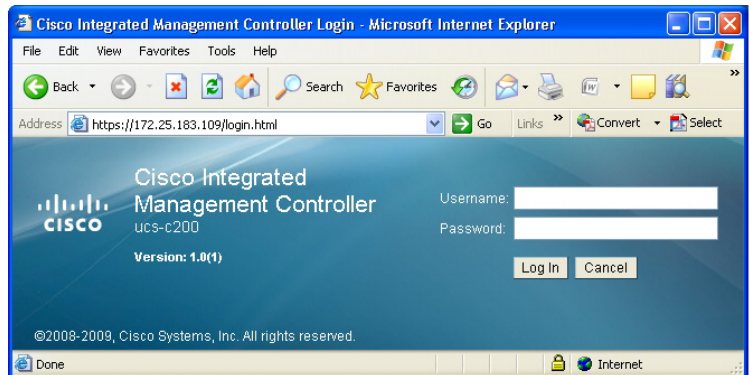 Cisco Integrated Management Controller Login - Microsoft Internet Explorer
File Edit View Favorites Tools Help
Back Search Favorites W »
Address https://172.25.183.109/login.html Go Links » Convert Select
Cisco Integrated
Management Controller
CISCO
ucs-c200
Version: 1.0(1)
Username:
Password:
Log In Cancel
©2008-2009, Cisco Systems, Inc. All rights reserved.
Done Internet